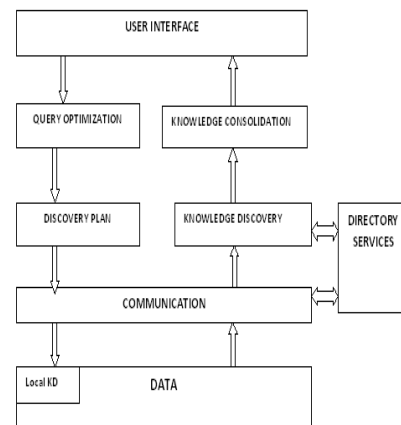 USER INTERFACE
QUERY OPTIMIZATION
KNOWLEDGE CONSOLIDATION
DISCOVERY PLAN
KNOWLEDGE DISCOVERY
DIRECTORY
SERVICES
COMMUNICATION
Local KD
DATA